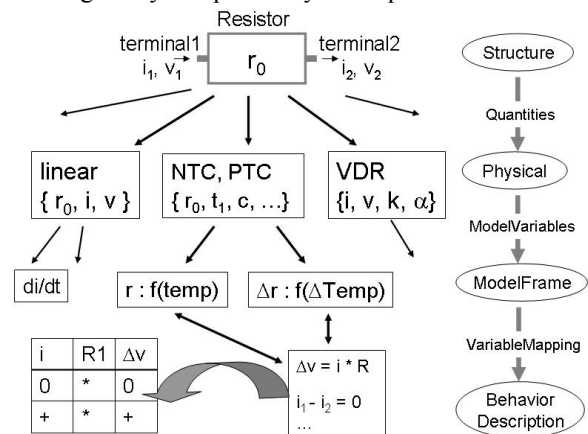 Resistor
terminal1
i₁, v₁
r₀
terminal2
i₂, v₂
Structure
Quantities
linear
{ r₀, i, v }
NTC, PTC
{ r₀, t₁, c, ...}
VDR
{i, v, k, α}
Physical
ModelVariables
di/dt
r : f(temp)
Δr : f(ΔTemp)
ModelFrame
VariableMapping
i R1 Δv
0 * 0
+ * +
Δv = i * R
i₁ - i₂ = 0
...
Behavior
Description